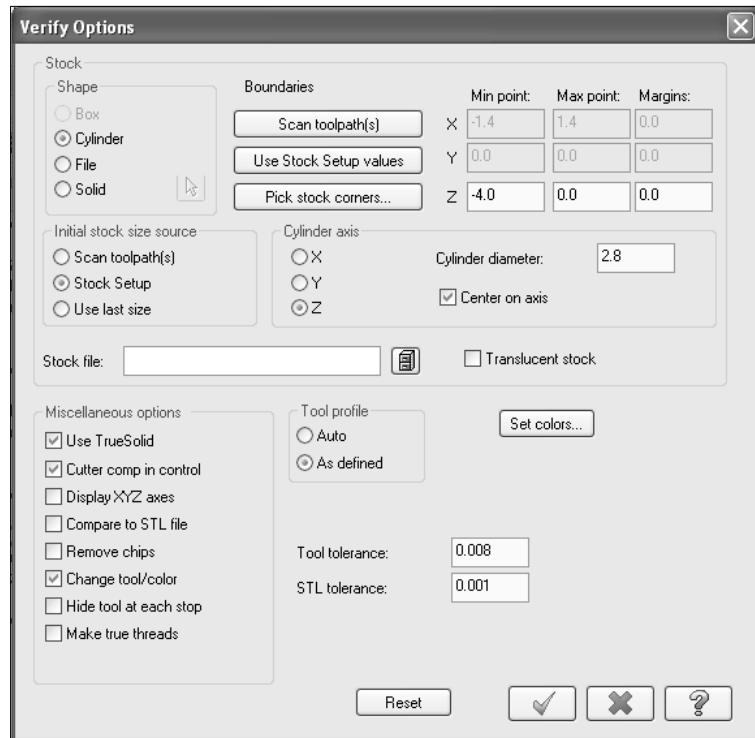 Verify Options
Stock
Shape
Box
Cylinder
File
Solid
Boundaries
Scan toolpath(s)
Use Stock Setup values
Pick stock corners...
Min point: Max point: Margins:
X -1.4 1.4 0.0
Y 0.0 0.0 0.0
Z -4.0 0.0 0.0
Initial stock size source
Scan toolpath(s)
Stock Setup
Use last size
Cylinder axis
X
Y
Z
Cylinder diameter: 2.8
Center on axis
Stock file:
Translucent stock
Miscellaneous options
Use TrueSolid
Cutter comp in control
Display XYZ axes
Compare to STL file
Remove chips
Change tool/color
Hide tool at each stop
Make true threads
Tool profile
Auto
As defined
Set colors...
Tool tolerance: 0.008
STL tolerance: 0.001
Reset